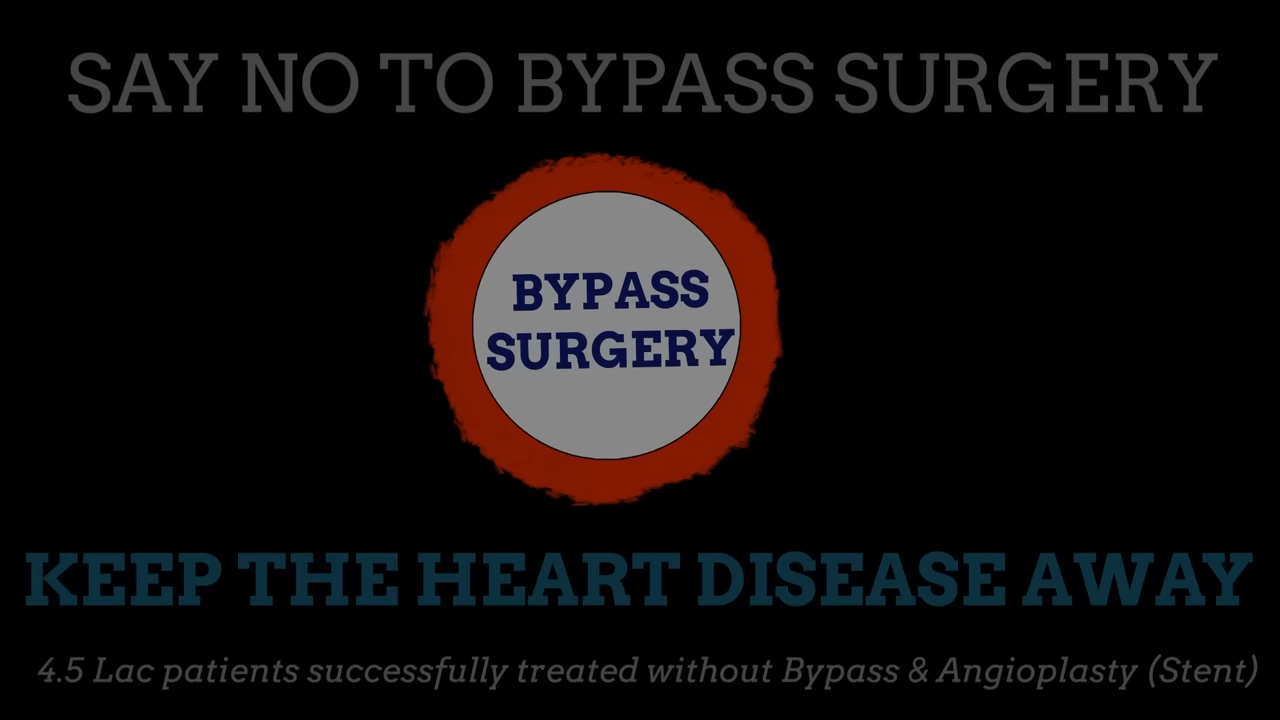 SAY NO TO BYPASS SURGERY
BYPASS
SURGERY
KEEP THE HEART DISEASE AWAY
4.5 Lac patients successfully treated without Bypass & Angioplasty (Stent)